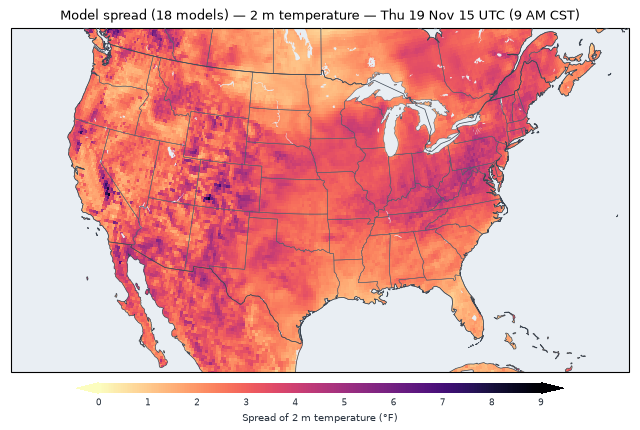 Model spread (18 models) — 2 m temperature — Thu 19 Nov 15 UTC (9 AM CST)
0 1 2 3 4 5 6 7 8 9
Spread of 2 m temperature (°F)